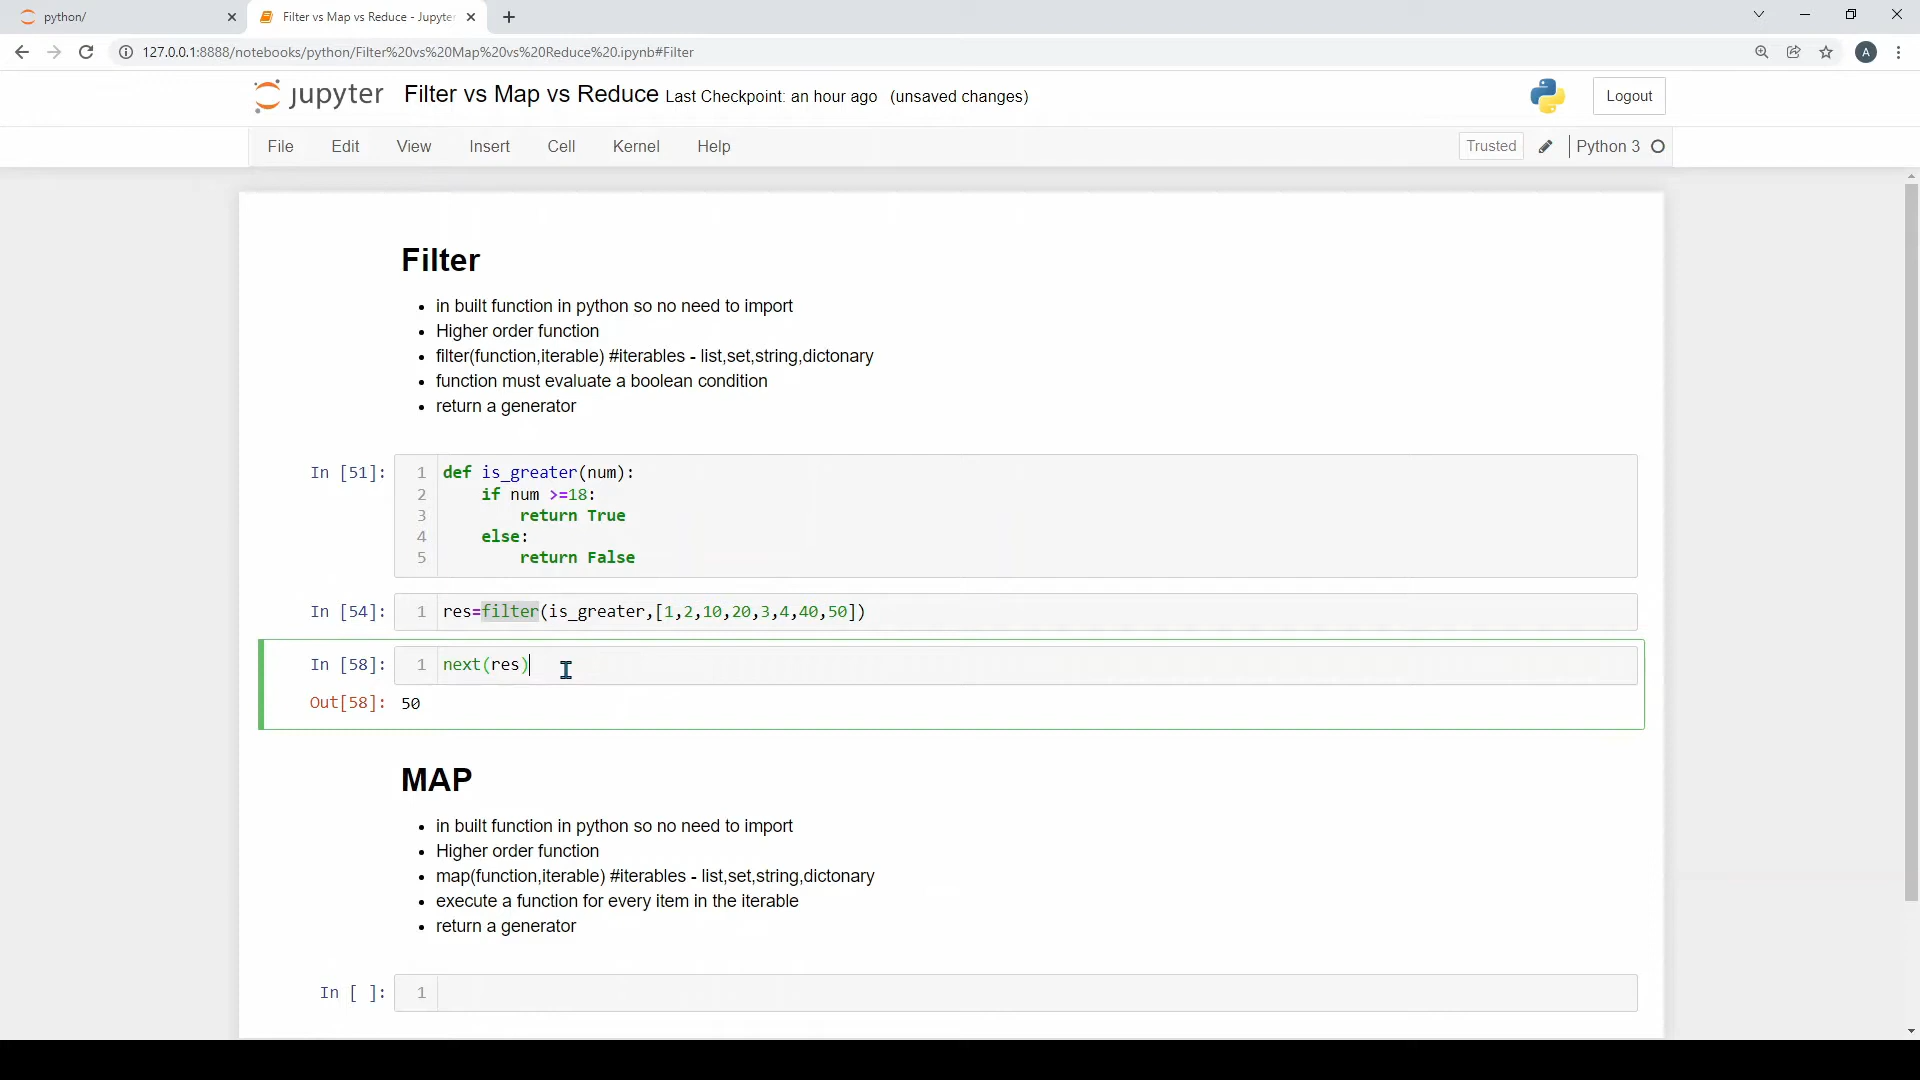 python/
Filter vs Map vs Reduce - Jupyter
127.0.0.1:8888/notebooks/python/Filter%20vs%20Map%20vs%20Reduce%20.ipynb#Filter
A
jupyter Filter vs Map vs Reduce Last Checkpoint: an hour ago (unsaved changes)
Logout
File Edit View Insert Cell Kernel Help
Trusted Python 3
Filter
• in built function in python so no need to import
• Higher order function
• filter(function,iterable) #iterables - list,set,string,dictonary
• function must evaluate a boolean condition
• return a generator
In [51]: 1 def is_greater(num):
2     if num >=18:
3         return True
4     else:
5         return False
In [54]: 1 res=filter(is_greater,[1,2,10,20,3,4,40,50])
In [58]: 1 next(res)
Out[58]: 50
MAP
• in built function in python so no need to import
• Higher order function
• map(function,iterable) #iterables - list,set,string,dictonary
• execute a function for every item in the iterable
• return a generator
In [ ]: 1